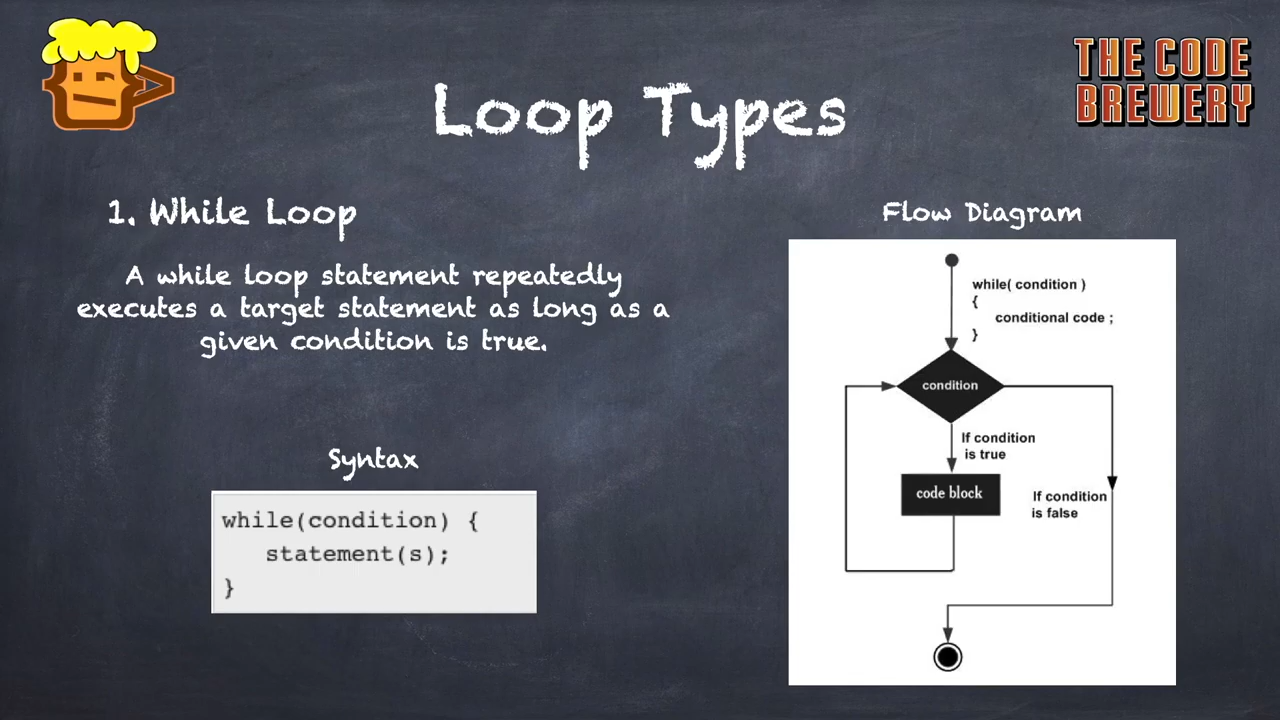 THE CODE
BREWERY
Loop Types
1. While Loop
A while loop statement repeatedly
executes a target statement as long as a
given condition is true.
Syntax
while(condition) {
   statement(s);
}
Flow Diagram
while( condition )
{
conditional code ;
}
condition
If condition
is true
code block
If condition
is false